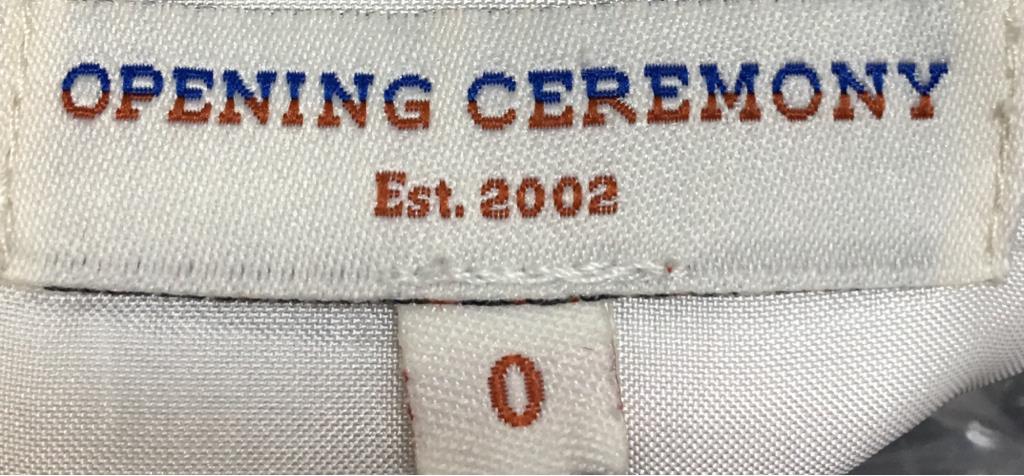 OPENING CEREMONY
Est. 2002
0